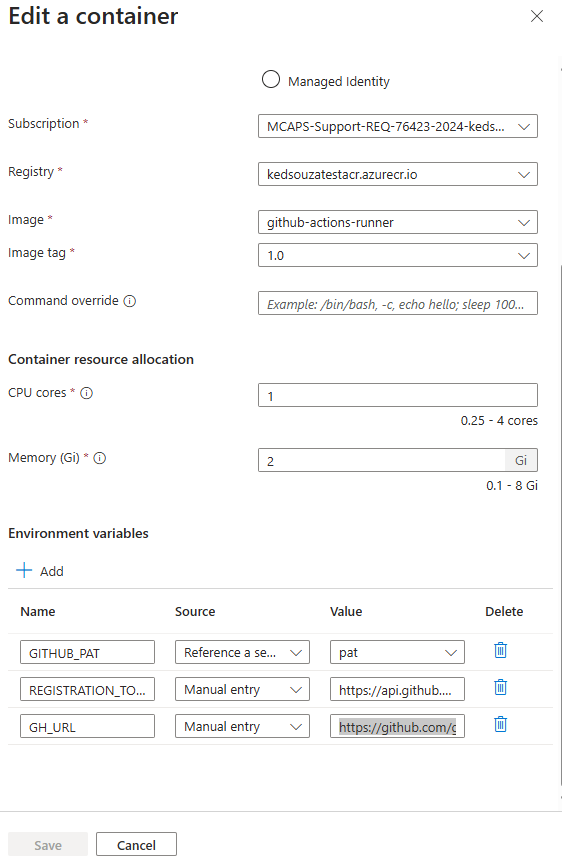 Edit a container
Managed Identity
Subscription *
MCAPS-Support-REQ-76423-2024-keds...
Registry *
kedsouzatestacr.azurecr.io
Image *
github-actions-runner
Image tag *
1.0
Command override
Example: /bin/bash, -c, echo hello; sleep 100...
Container resource allocation
CPU cores *
1
0.25 - 4 cores
Memory (Gi) *
2 Gi
0.1 - 8 Gi
Environment variables
Add
Name Source Value Delete
GITHUB_PAT Reference a se... pat
REGISTRATION_TO... Manual entry https://api.github....
GH_URL Manual entry https://github.com/g
Save Cancel